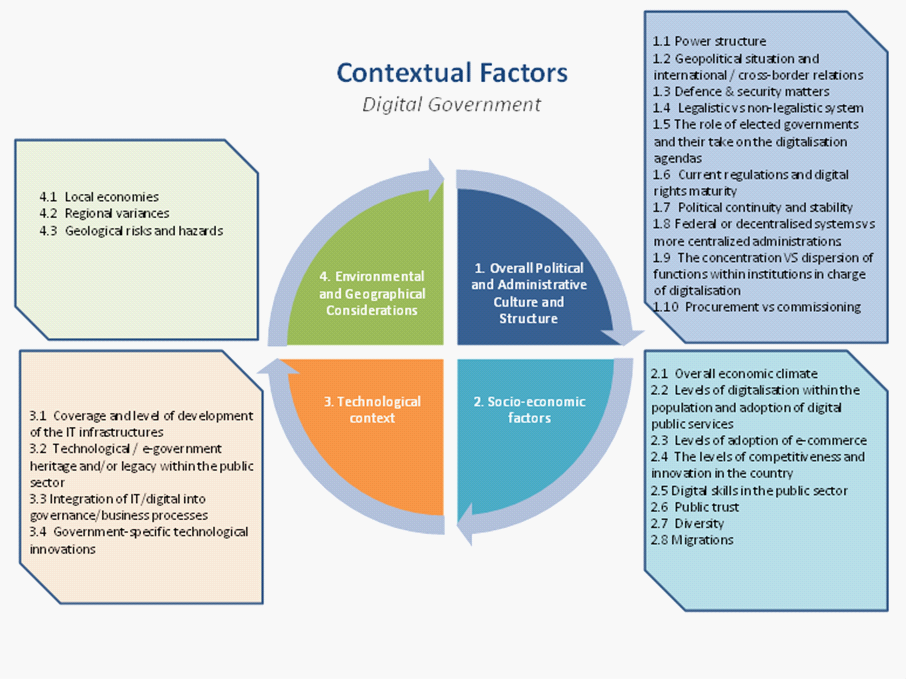 Contextual Factors
Digital Government
1.1 Power structure
1.2 Geopolitical situation and
international / cross-border relations
1.3 Defence & security matters
1.4 Legalistic vs non-legalistic system
1.5 The role of elected governments
and their take on the digitalisation
agendas
1.6 Current regulations and digital
rights maturity
1.7 Political continuity and stability
1.8 Federal or decentralised systems vs
more centralized administrations
1.9 The concentration VS dispersion of
functions within institutions in charge
of digitalisation
1.10 Procurement vs commissioning
4.1 Local economies
4.2 Regional variances
4.3 Geological risks and hazards
4. Environmental
and Geographical
Considerations
1. Overall Political
and Administrative
Culture and
Structure
3. Technological
context
2. Socio-economic
factors
3.1 Coverage and level of development
of the IT infrastructures
3.2 Technological / e-government
heritage and/or legacy within the public
sector
3.3 Integration of IT/digital into
governance/business processes
3.4 Government-specific technological
innovations
2.1 Overall economic climate
2.2 Levels of digitalisation within the
population and adoption of digital
public services
2.3 Levels of adoption of e-commerce
2.4 The levels of competitiveness and
innovation in the country
2.5 Digital skills in the public sector
2.6 Public trust
2.7 Diversity
2.8 Migrations